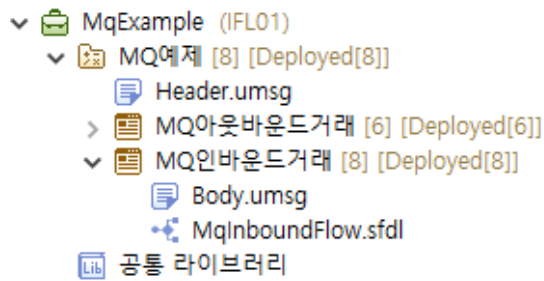 MqExample (IFL01)
MQ예제 [8] [Deployed[8]]
Header.umsg
MQ아웃바운드거래 [6] [Deployed[6]]
MQ인바운드거래 [8] [Deployed[8]]
Body.umsg
MqInboundFlow.sfdl
Lib 공통 라이브러리